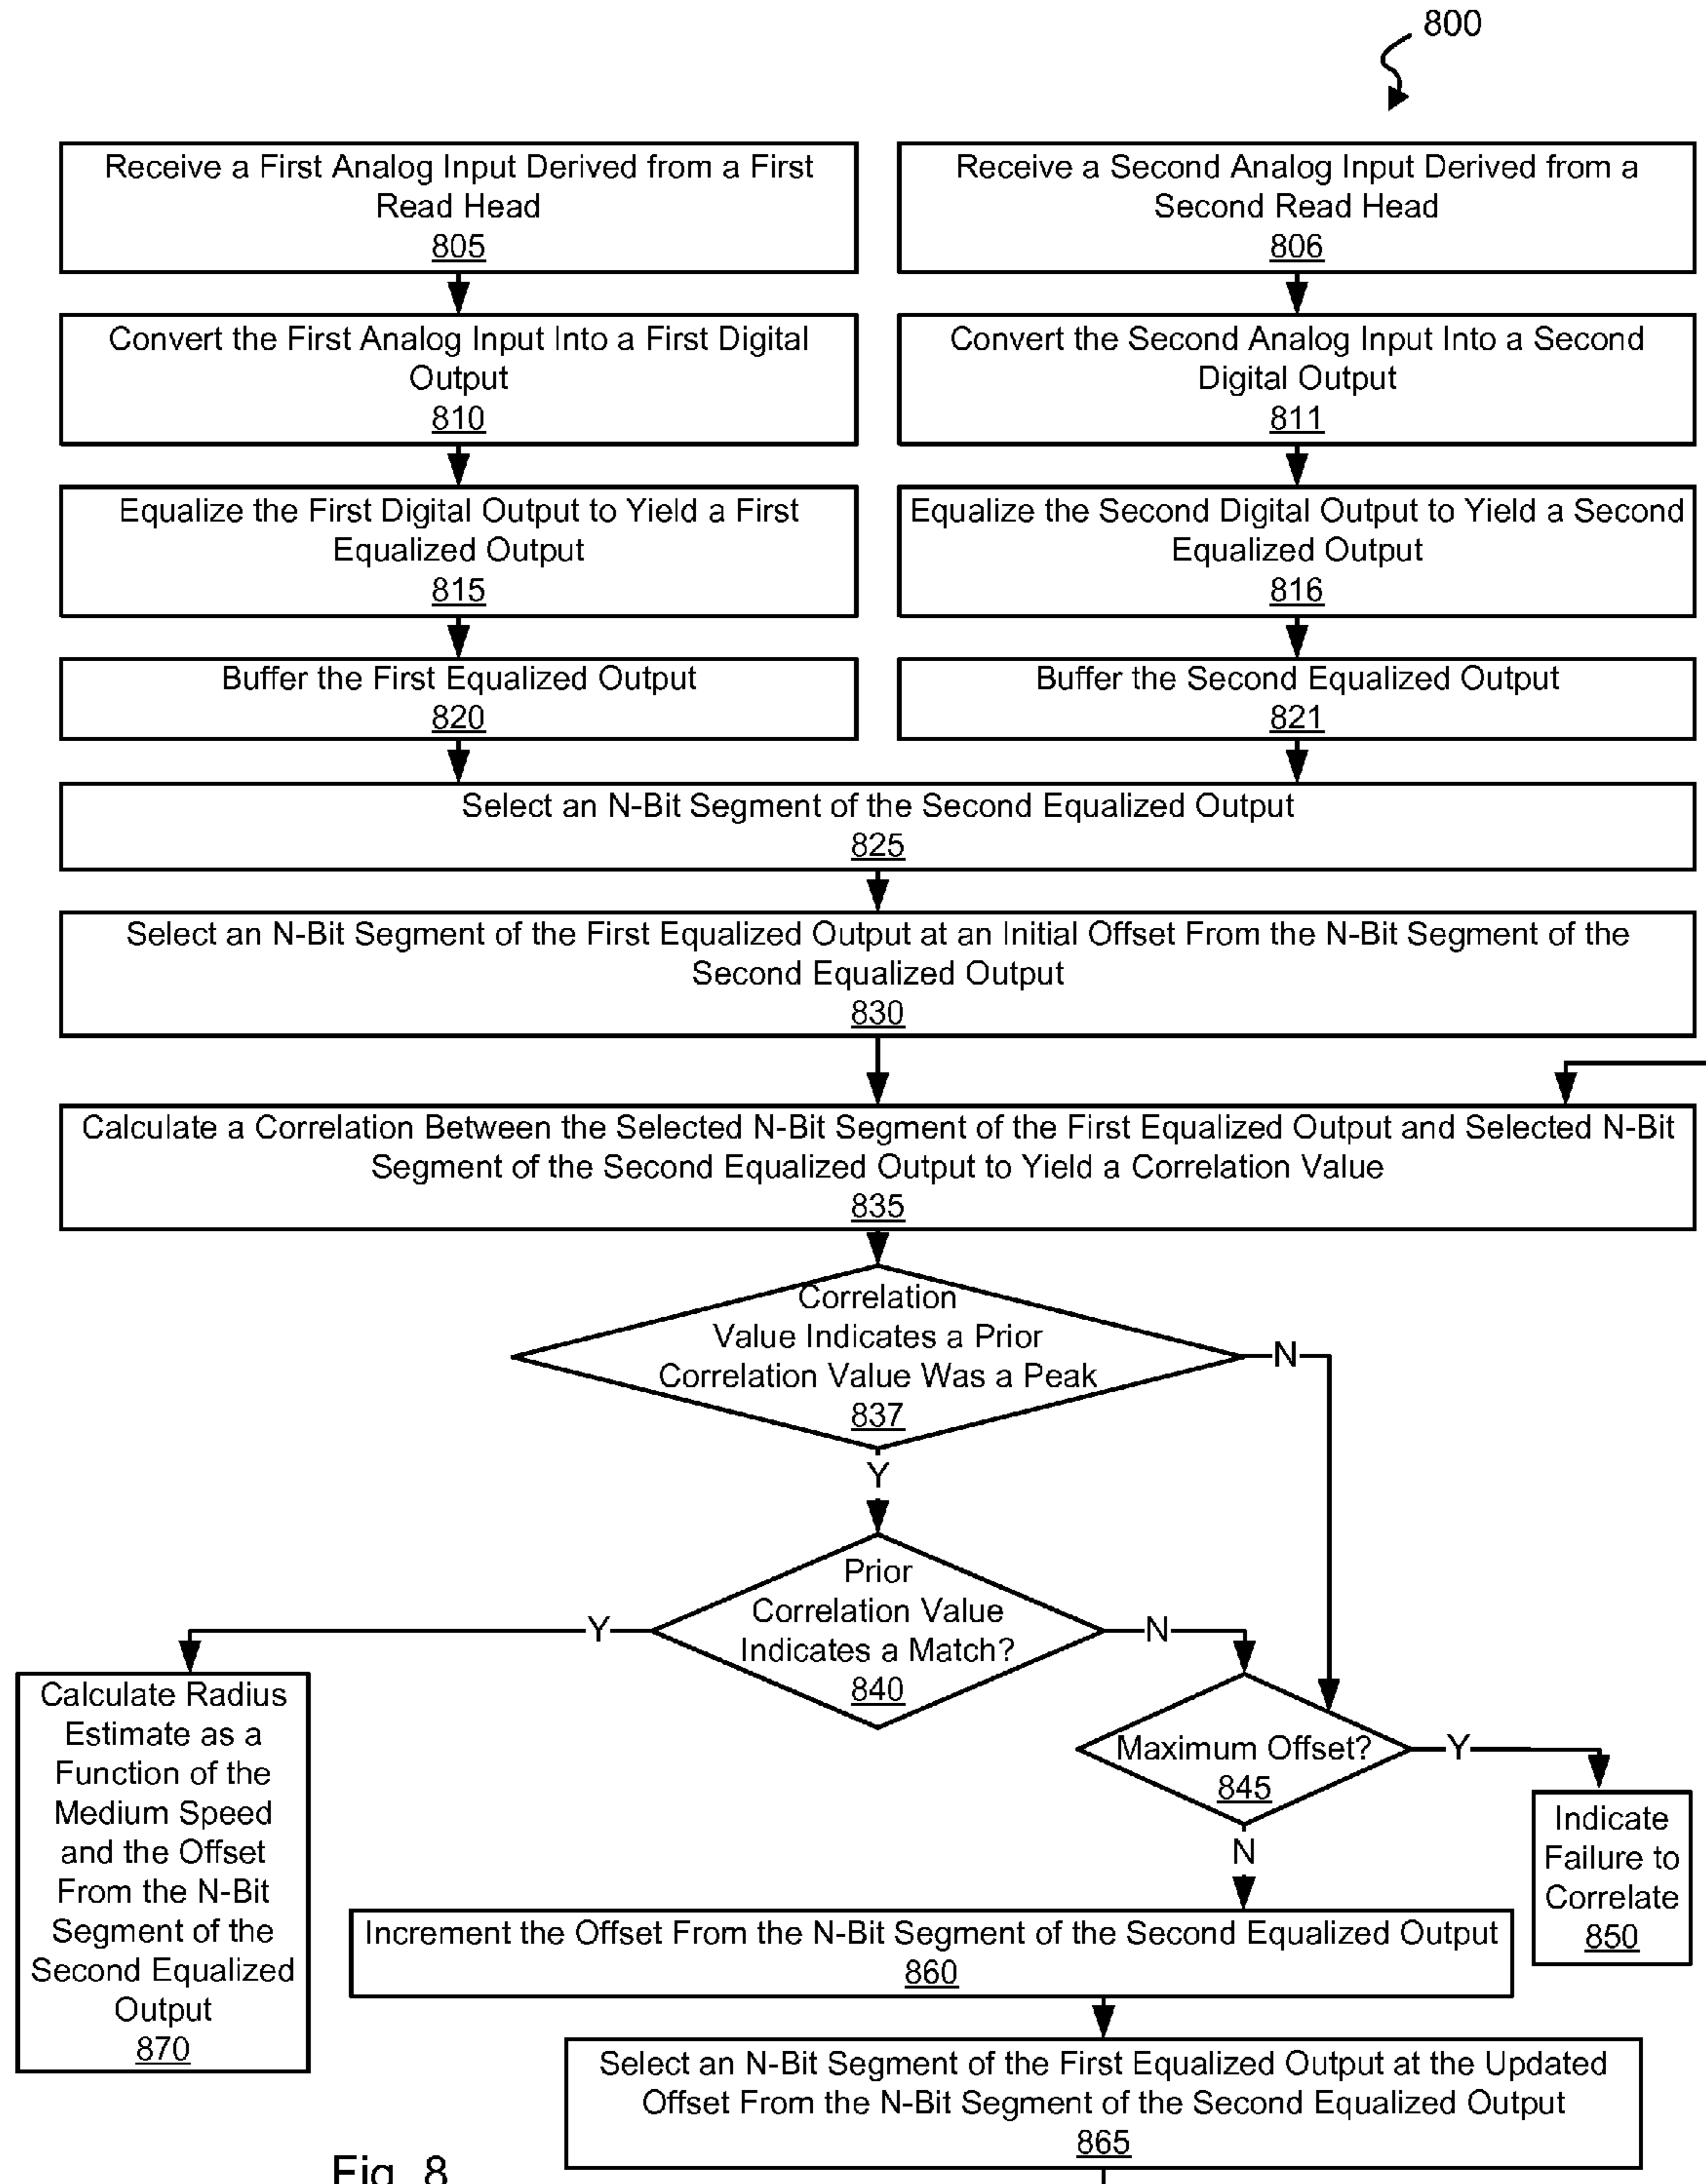 800
Receive a First Analog Input Derived from a First
Read Head
805
Receive a Second Analog Input Derived from a
Second Read Head
806
Convert the First Analog Input Into a First Digital
Output
810
Convert the Second Analog Input Into a Second
Digital Output
811
Equalize the First Digital Output to Yield a First
Equalized Output
815
Equalize the Second Digital Output to Yield a Second
Equalized Output
816
Buffer the First Equalized Output
820
Buffer the Second Equalized Output
821
Select an N-Bit Segment of the Second Equalized Output
825
Select an N-Bit Segment of the First Equalized Output at an Initial Offset From the N-Bit Segment of the
Second Equalized Output
830
Calculate a Correlation Between the Selected N-Bit Segment of the First Equalized Output and Selected N-Bit
Segment of the Second Equalized Output to Yield a Correlation Value
835
Correlation
Value Indicates a Prior
Correlation Value Was a Peak
837
N
Y
Prior
Correlation Value
Indicates a Match?
840
Y
N
Calculate Radius
Estimate as a
Function of the
Medium Speed
and the Offset
From the N-Bit
Segment of the
Second Equalized
Output
870
Maximum Offset?
845
Y
N
Indicate
Failure to
Correlate
850
Increment the Offset From the N-Bit Segment of the Second Equalized Output
860
Select an N-Bit Segment of the First Equalized Output at the Updated
Offset From the N-Bit Segment of the Second Equalized Output
865
Fig. 8